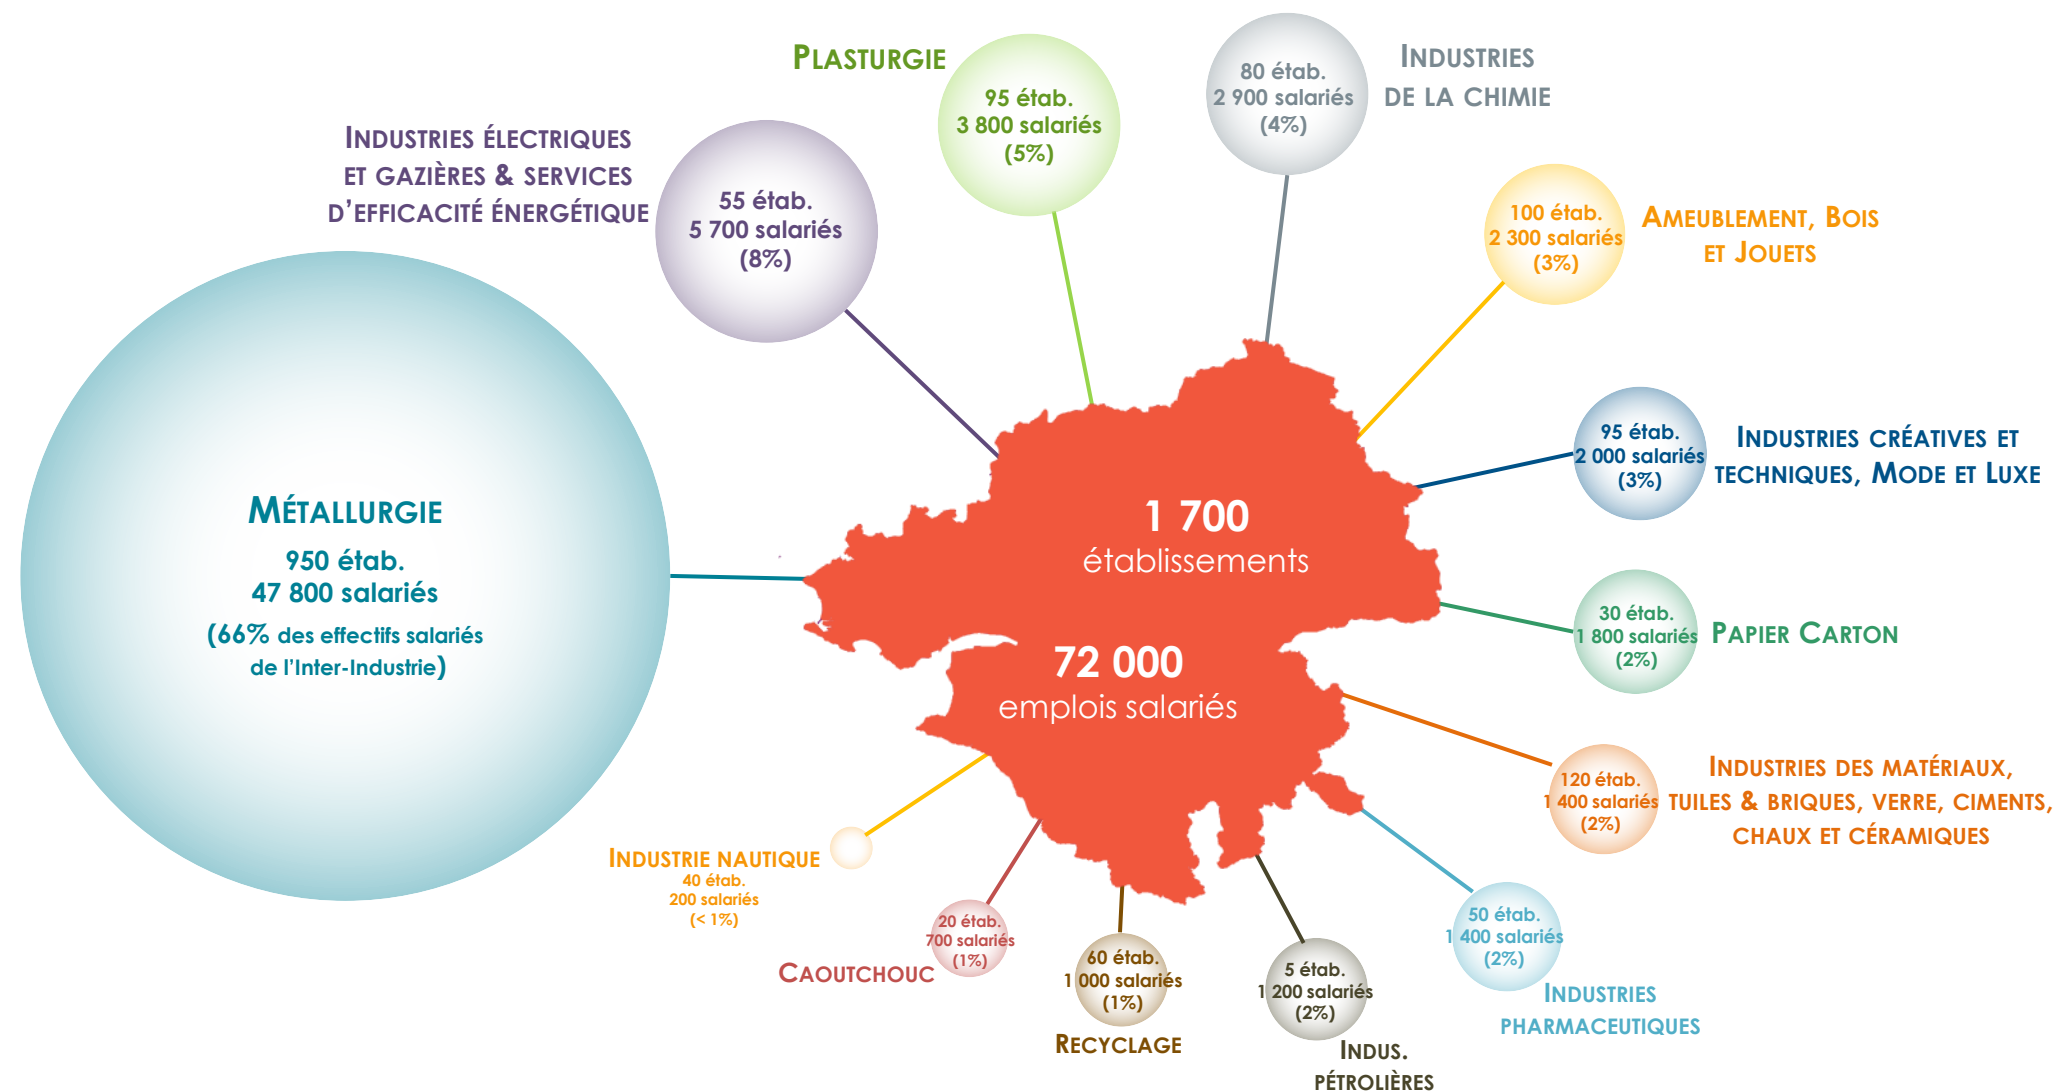 PLASTURGIE
95 étab.
3 800 salariés
(5%)
80 étab.
2 900 salariés
(4%)
INDUSTRIES
DE LA CHIMIE
INDUSTRIES ÉLECTRIQUES
ET GAZIÈRES & SERVICES
D'EFFICACITÉ ÉNERGÉTIQUE
55 étab.
5 700 salariés
(8%)
100 étab.
2 300 salariés
(3%)
AMEUBLEMENT, BOIS
ET JOUETS
95 étab.
2 000 salariés
(3%)
INDUSTRIES CRÉATIVES ET
TECHNIQUES, MODE ET LUXE
MÉTALLURGIE
950 étab.
47 800 salariés
(66% des effectifs salariés
de l'Inter-Industrie)
1 700
établissements
72 000
emplois salariés
30 étab.
1 800 salariés
(2%)
PAPIER CARTON
120 étab.
1 400 salariés
(2%)
INDUSTRIES DES MATÉRIAUX,
TUILES & BRIQUES, VERRE, CIMENTS,
CHAUX ET CÉRAMIQUES
INDUSTRIE NAUTIQUE
40 étab.
200 salariés
(< 1%)
20 étab.
700 salariés
(1%)
CAOUTCHOUC
60 étab.
1 000 salariés
(1%)
RECYCLAGE
5 étab.
1 200 salariés
(2%)
INDUS.
PÉTROLIÈRES
50 étab.
1 400 salariés
(2%)
INDUSTRIES
PHARMACEUTIQUES